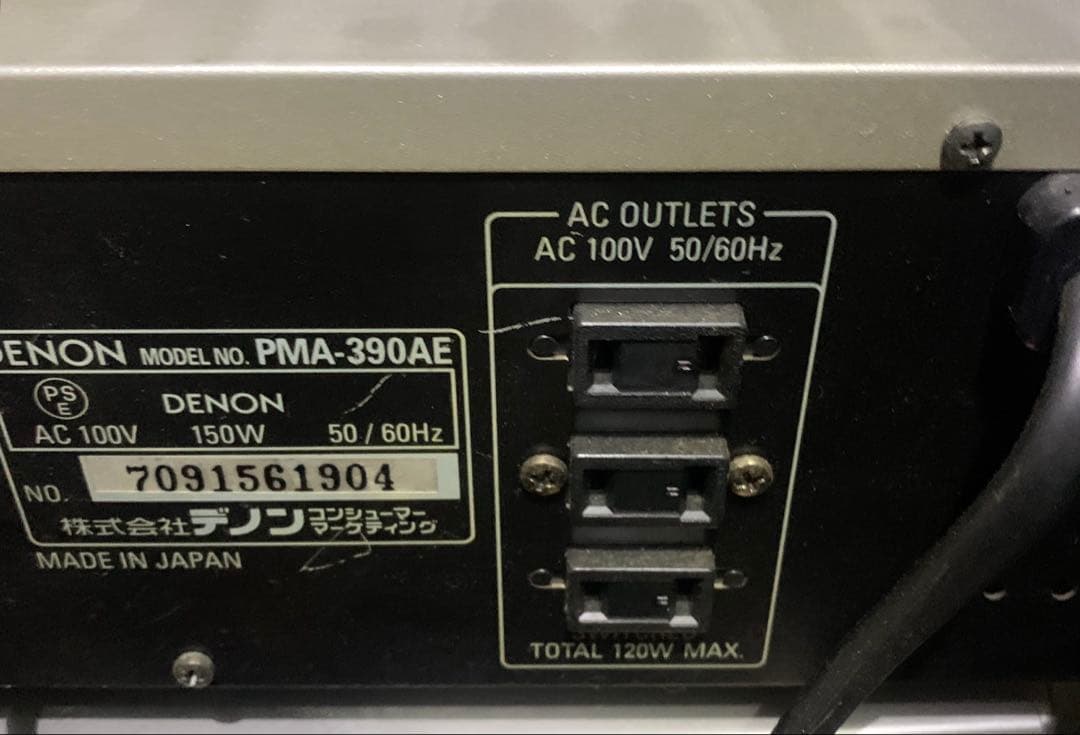 AC OUTLETS
AC 100V 50/60Hz
DENON MODEL NO. PMA-390AE
PS
E
DENON
AC 100V 150W 50/60Hz
NO. 7091561904
株式会社デノン コンシューマー
マーケティング
MADE IN JAPAN
SWITCHED
TOTAL 120W MAX.